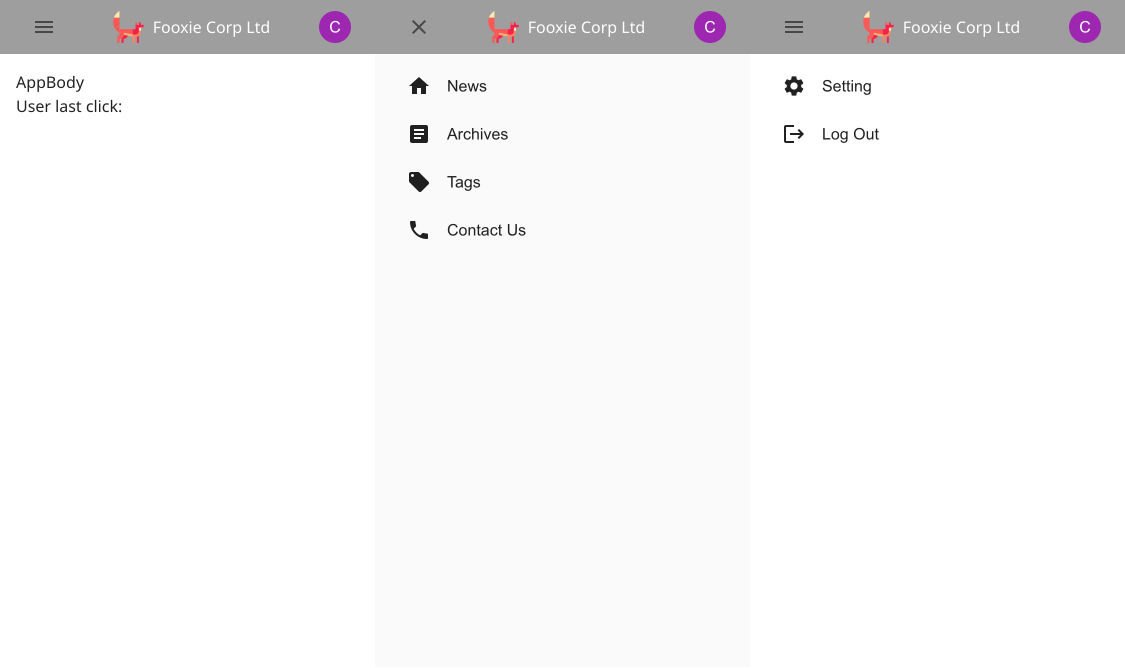 Fooxie Corp Ltd
C
AppBody
User last click:
Fooxie Corp Ltd
C
News
Archives
Tags
Contact Us
Fooxie Corp Ltd
C
Setting
Log Out